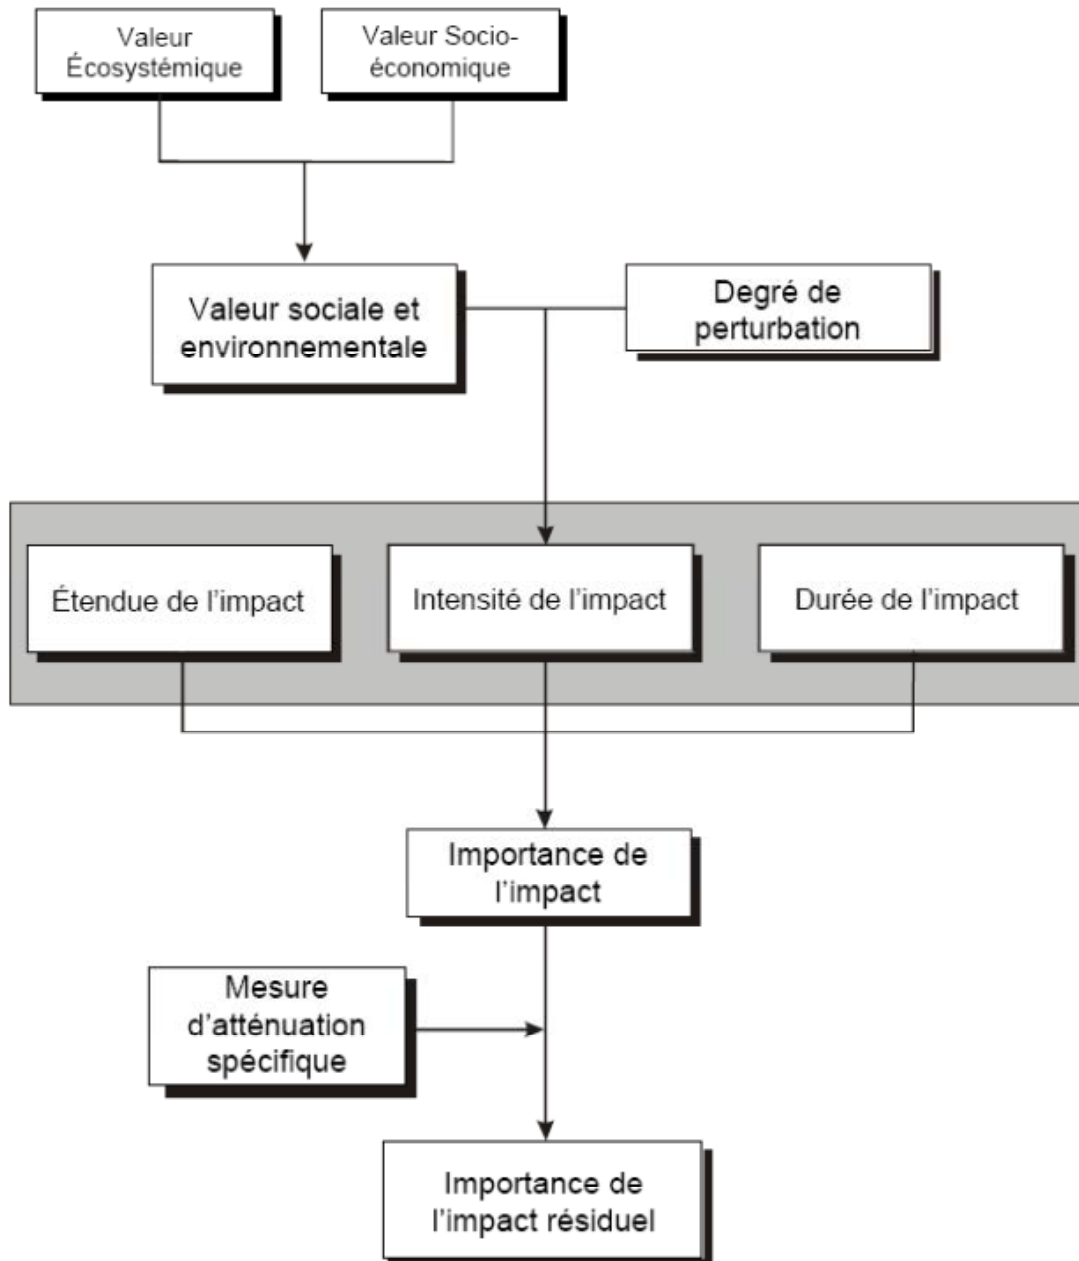 Valeur
Écosystémique
Valeur Socio-
économique
Valeur sociale et
environnementale
Degré de
perturbation
Étendue de l'impact
Intensité de l'impact
Durée de l'impact
Importance de
l'impact
Mesure
d'atténuation
spécifique
Importance de
l'impact résiduel